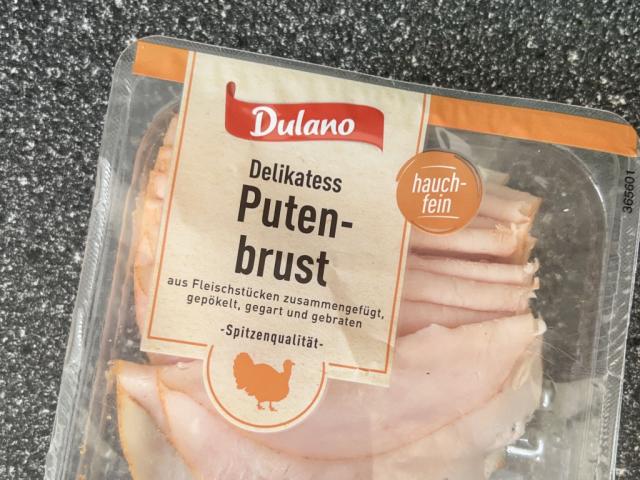 Dulano
Delikatess
Puten-
brust
hauch-
fein
aus Fleischstücken zusammengefügt,
gepökelt, gegart und gebraten
-Spitzenqualität-
365601